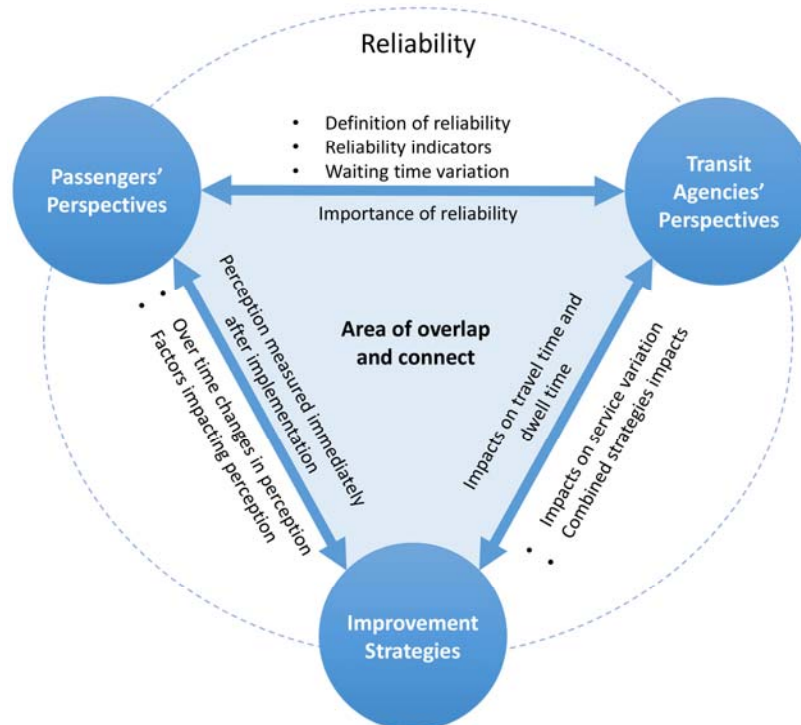 Reliability
• Definition of reliability
• Reliability indicators
• Waiting time variation
Passengers’
Perspectives
Transit
Agencies’
Perspectives
Importance of reliability
Perception measured immediately
after implementation
• Over time changes in perception
• Factors impacting perception
Area of overlap
and connect
Impacts on travel time and
dwell time
• Impacts on service variation
• Combined strategies impacts
Improvement
Strategies